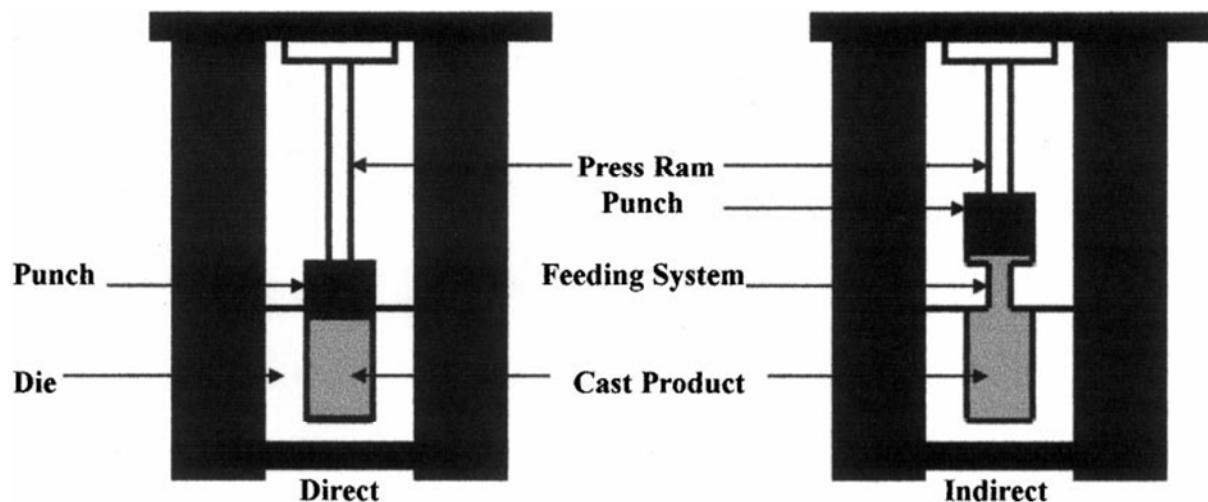 Press Ram
Punch
Punch
Feeding System
Die
Cast Product
Direct
Indirect